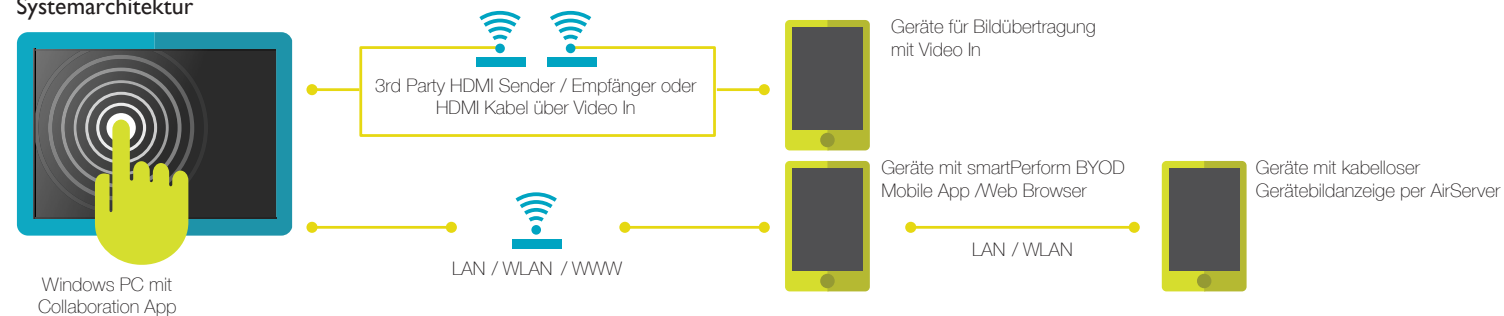 Systemarchitektur
3rd Party HDMI Sender / Empfänger oder
HDMI Kabel über Video In
Geräte für Bildübertragung
mit Video In
Windows PC mit
Collaboration App
LAN / WLAN / WWW
Geräte mit smartPerform BYOD
Mobile App /Web Browser
LAN / WLAN
Geräte mit kabelloser
Gerätebildanzeige per AirServer